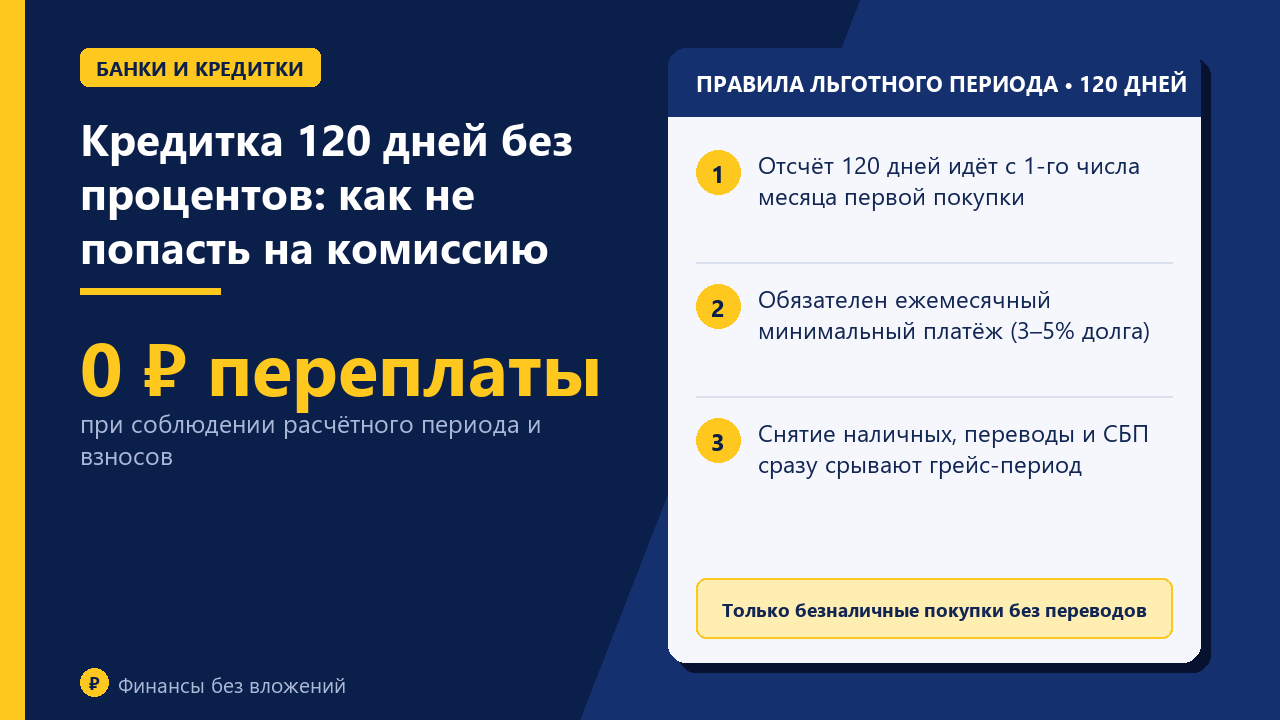 БАНКИ И КРЕДИТКИ
Кредитка 120 дней без
процентов: как не
попасть на комиссию
0 ₽ переплаты
при соблюдении расчётного периода и
взносов
₽ Финансы без вложений
ПРАВИЛА ЛЬГОТНОГО ПЕРИОДА • 120 ДНЕЙ
1 Отсчёт 120 дней идёт с 1-го числа
месяца первой покупки
2 Обязателен ежемесячный
минимальный платёж (3–5% долга)
3 Снятие наличных, переводы и СБП
сразу срывают грейс-период
Только безналичные покупки без переводов